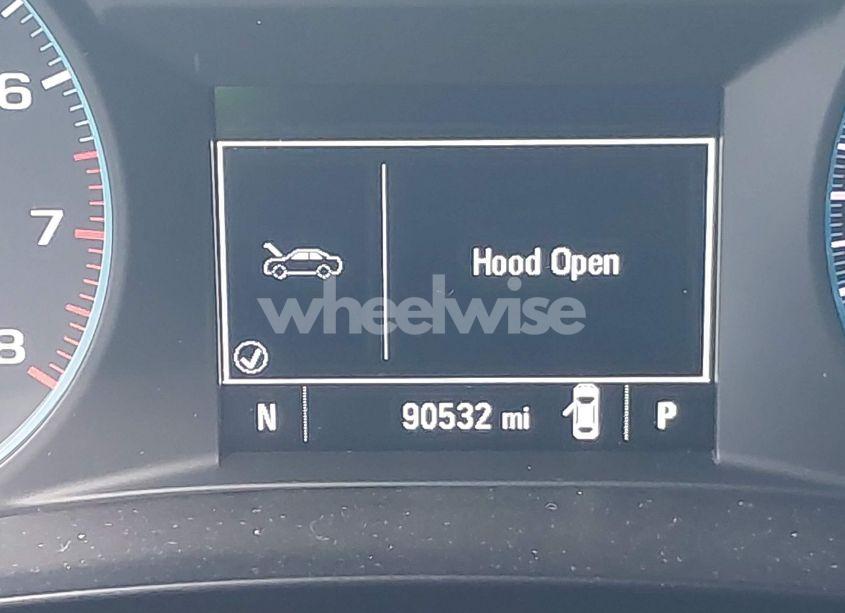 6
7
8
Hood Open
wheelwise
N 90532 mi P